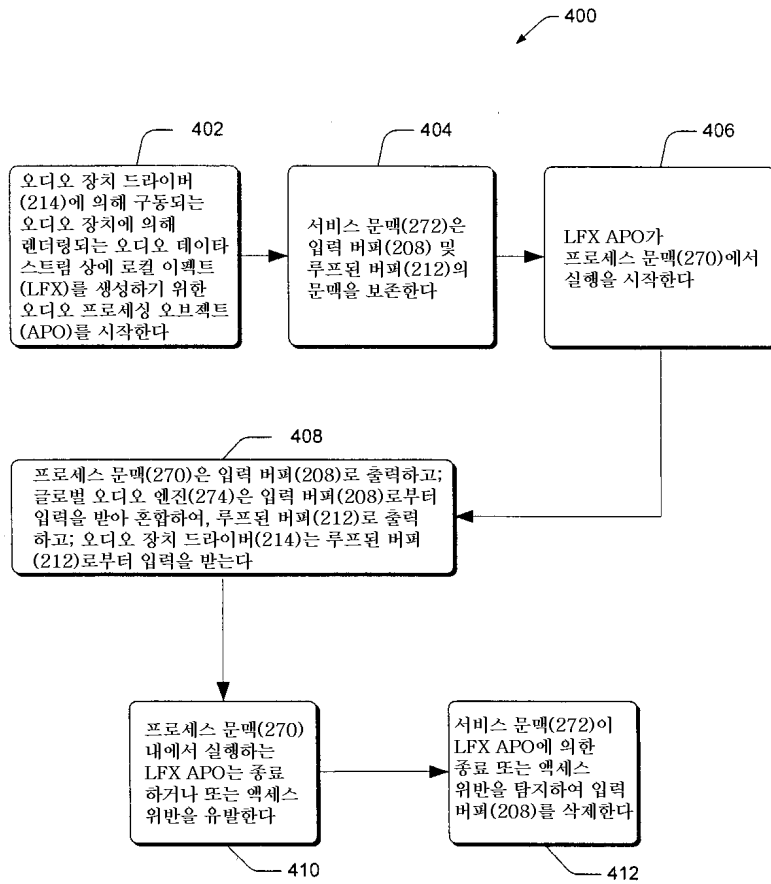 400
402
오디오 장치 드라이버
(214)에 의해 구동되는
오디오 장치에 의해
렌더링되는 오디오 데이타
스트림 상에 로컬 이펙트
(LFX)를 생성하기 위한
오디오 프로세싱 오브젝트
(APO)를 시작한다
404
서비스 문맥(272)은
입력 버퍼(208) 및
루프된 버퍼(212)의
문맥을 보존한다
406
LFX APO가
프로세스 문맥(270)에서
실행을 시작한다
408
프로세스 문맥(270)은 입력 버퍼(208)로 출력하고;
글로벌 오디오 엔진(274)은 입력 버퍼(208)로부터
입력을 받아 혼합하여, 루프된 버퍼(212)로 출력
하고; 오디오 장치 드라이버(214)는 루프된 버퍼
(212)로부터 입력을 받는다
프로세스 문맥(270)
내에서 실행하는
LFX APO는 종료
하거나 또는 액세스
위반을 유발한다
410
서비스 문맥(272)이
LFX APO에 의한
종료 또는 액세스
위반을 탐지하여 입력
버퍼(208)를 삭제한다
412